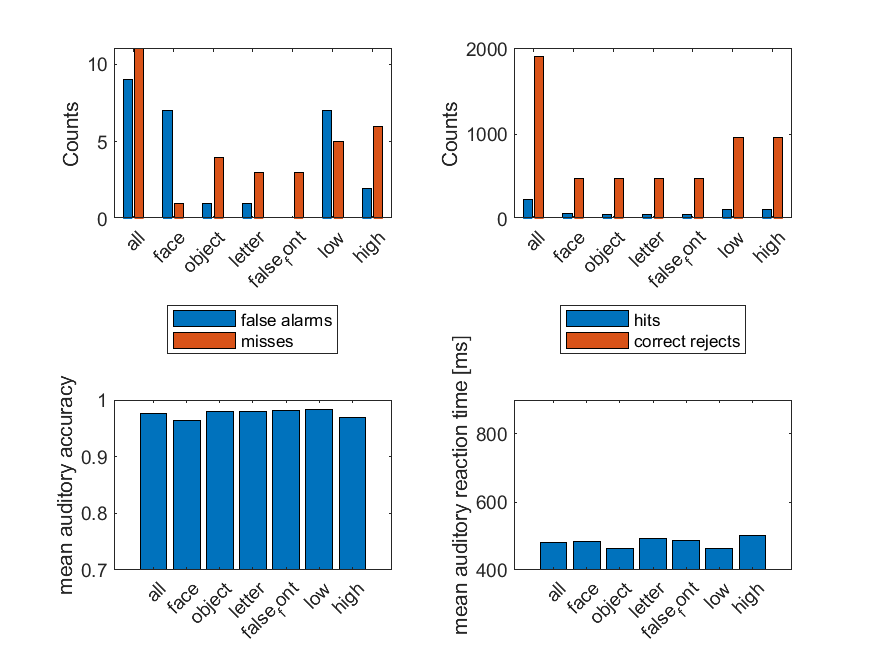 Counts
10
5
0
all
face
object
letter
false_font
low
high
false alarms
misses
Counts
2000
1000
0
all
face
object
letter
false_font
low
high
hits
correct rejects
mean auditory accuracy
1
0.9
0.8
0.7
all
face
object
letter
false_font
low
high
mean auditory reaction time [ms]
800
600
400
all
face
object
letter
false_font
low
high